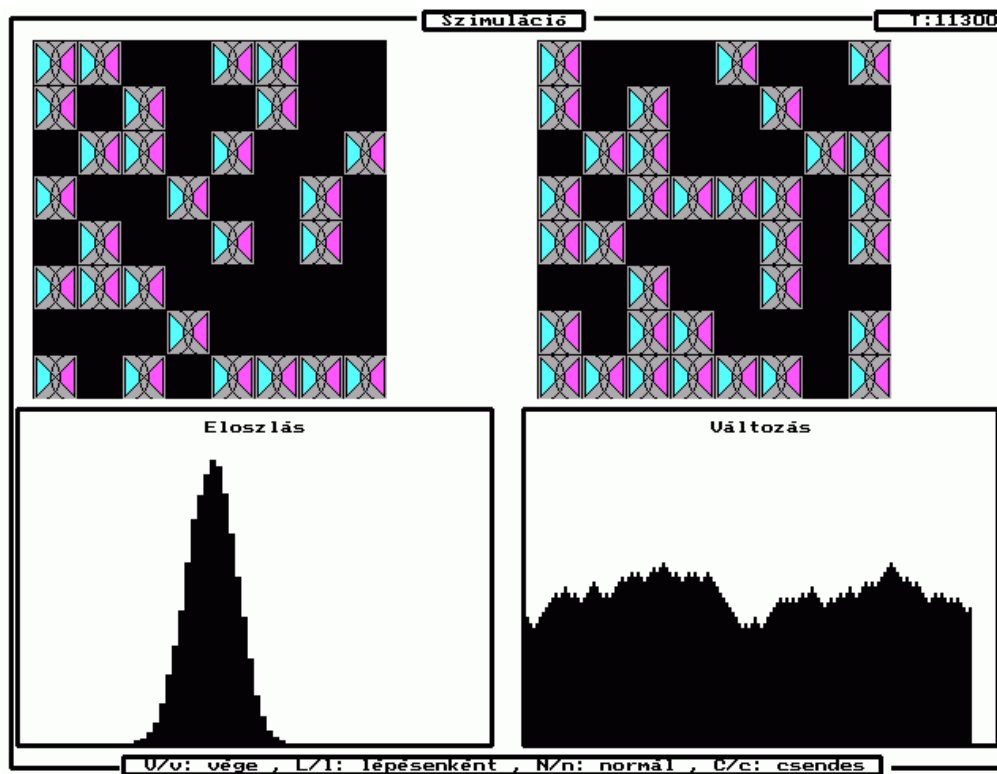 Szimuláció
T:11300
Eloszlás
Változás
V/v: vége , L/l: lépésenként , N/n: normál , C/c: csendes